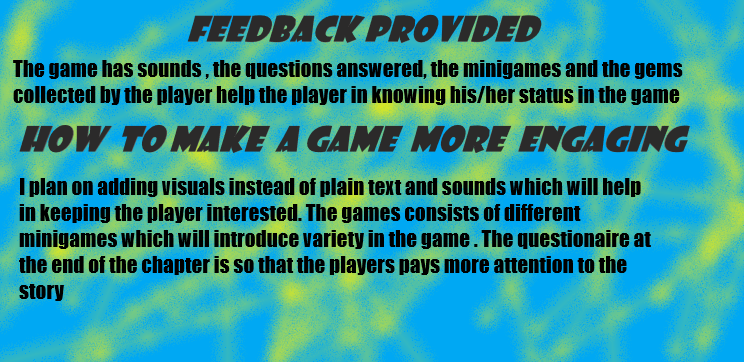 FEEDBACK PROVIDED
The game has sounds , the questions answered, the minigames and the gems
collected by the player help the player in knowing his/her status in the game
HOW TO MAKE A GAME MORE ENGAGING
I plan on adding visuals instead of plain text and sounds which will help
in keeping the player interested. The games consists of different
minigames which will introduce variety in the game . The questionaire at
the end of the chapter is so that the players pays more attention to the
story